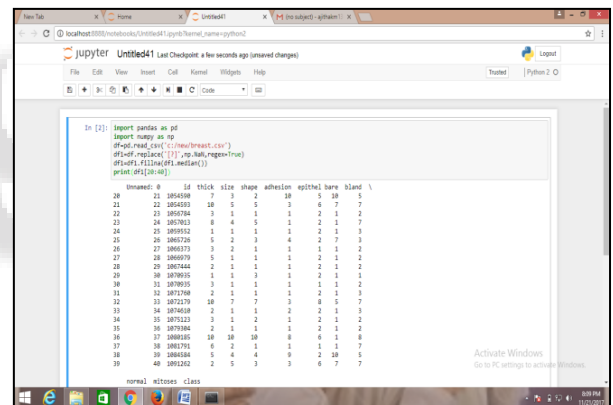 New Tab
Home
Untitled41
(no subject) - ajithakm1
localhost:8888/notebooks/Untitled41.ipynb?kernel_name=python2
jupyter Untitled41 Last Checkpoint: a few seconds ago (unsaved changes)
Logout
File Edit View Insert Cell Kernel Widgets Help
Trusted Python 2
Code
In [2]: import pandas as pd
import numpy as np
df=pd.read_csv('c:/new/breast.csv')
df1=df.replace('[?]',np.NaN,regex=True)
df1=df1.fillna(df1.median())
print(df1[20:40])
Unnamed: 0 id thick size shape adhesion epithel bare bland \
20 21 1054590 7 3 2 10 5 10 5
21 22 1054593 10 5 5 3 6 7 7
22 23 1056784 3 1 1 1 2 1 2
23 24 1057013 8 4 5 1 2 1 7
24 25 1059552 1 1 1 1 2 1 3
25 26 1065726 5 2 3 4 2 7 3
26 27 1066373 3 2 1 1 1 1 2
27 28 1066979 5 1 1 1 2 1 2
28 29 1067444 2 1 1 1 2 1 2
29 30 1070935 1 1 3 1 2 1 1
30 31 1070935 3 1 1 1 1 1 2
31 32 1071760 2 1 1 1 2 1 3
32 33 1072179 10 7 7 3 8 5 7
33 34 1074610 2 1 1 2 2 1 3
34 35 1075123 3 1 2 1 2 1 2
35 36 1079304 2 1 1 1 2 1 2
36 37 1080185 10 10 10 8 6 1 8
37 38 1081791 6 2 1 1 1 1 7
38 39 1084584 5 4 4 9 2 10 5
39 40 1091262 2 5 3 3 6 7 7
normal mitoses class
Activate Windows
Go to PC settings to activate Windows.
8:09 PM
11/21/2017